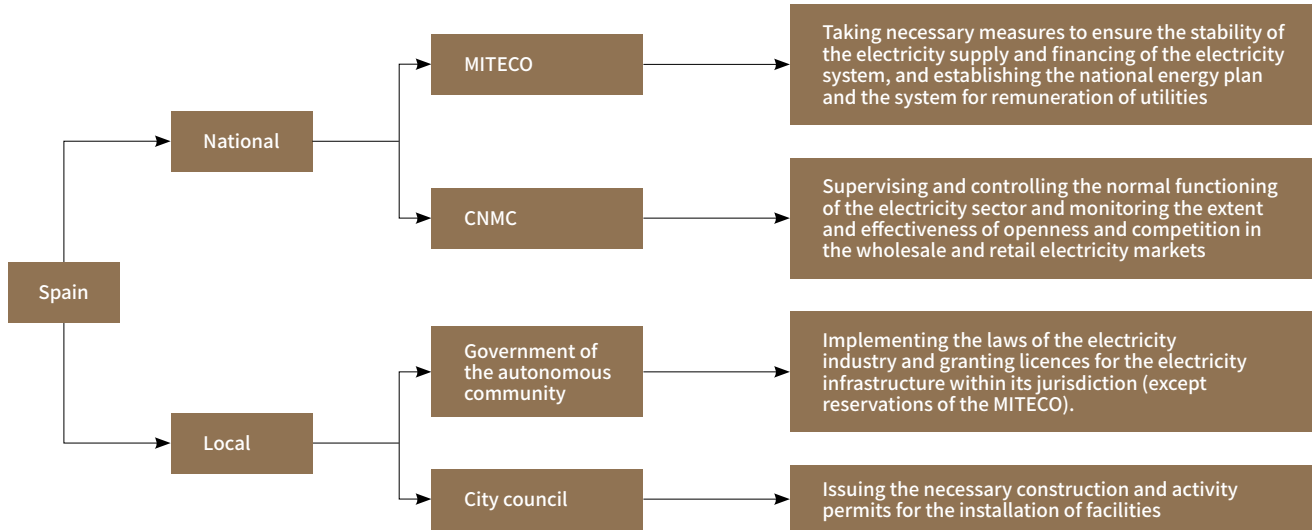 Spain
National
MITECO
Taking necessary measures to ensure the stability of
the electricity supply and financing of the electricity
system, and establishing the national energy plan
and the system for remuneration of utilities
CNMC
Supervising and controlling the normal functioning
of the electricity sector and monitoring the extent
and effectiveness of openness and competition in
the wholesale and retail electricity markets
Local
Government of
the autonomous
community
Implementing the laws of the electricity
industry and granting licences for the electricity
infrastructure within its jurisdiction (except
reservations of the MITECO).
City council
Issuing the necessary construction and activity
permits for the installation of facilities